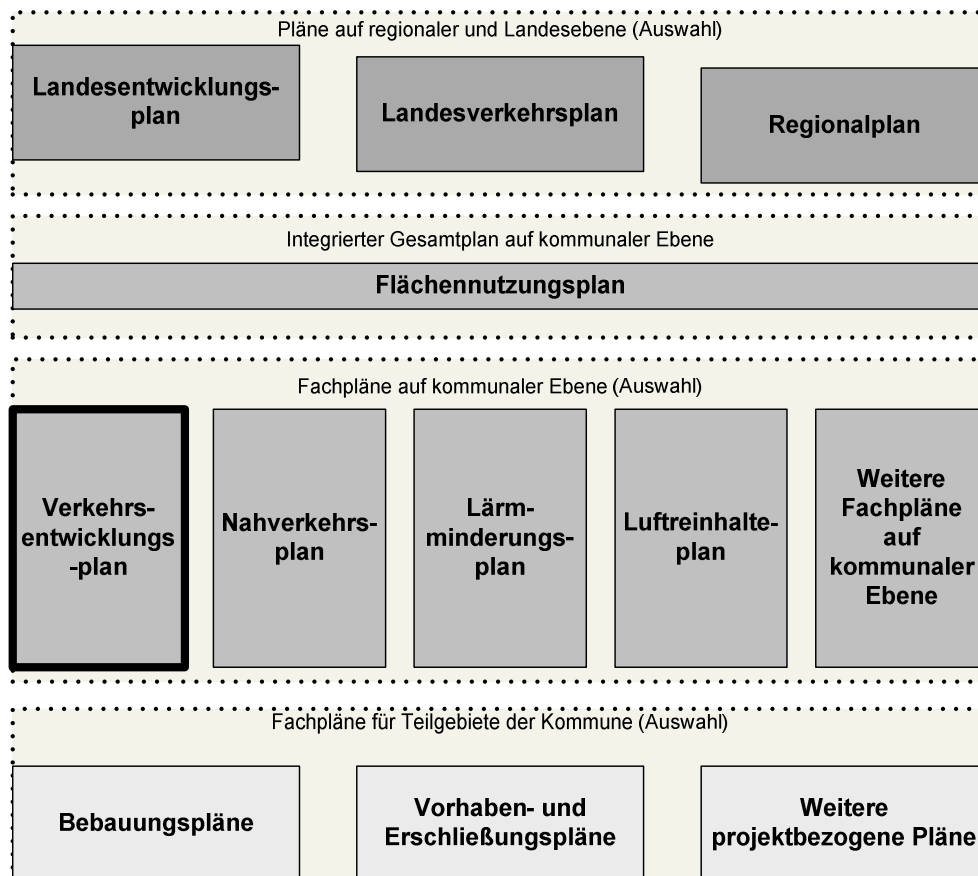 Pläne auf regionaler und Landesebene (Auswahl)
Landesentwicklungs-
plan
Landesverkehrsplan
Regionalplan
Integrierter Gesamtplan auf kommunaler Ebene
Flächennutzungsplan
Fachpläne auf kommunaler Ebene (Auswahl)
Verkehrs-
entwicklungs
-plan
Nahverkehrs-
plan
Lärm-
minderungs-
plan
Luftreinhalte-
plan
Weitere
Fachpläne
auf
kommunaler
Ebene
Fachpläne für Teilgebiete der Kommune (Auswahl)
Bebauungspläne
Vorhaben- und
Erschließungspläne
Weitere
projektbezogene Pläne